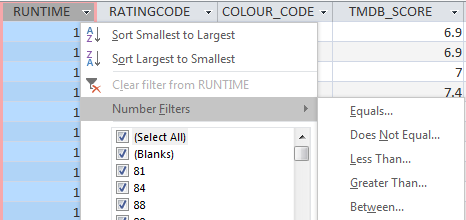 RUNTIME RATINGCODE COLOUR_CODE TMDB_SCORE
1 6.9
Sort Smallest to Largest
1 6.9
Sort Largest to Smallest
1 7
Clear filter from RUNTIME
1 7.4
Number Filters
1
(Select All) Equals...
1
(Blanks) Does Not Equal...
1
81 Less Than...
1
84 Greater Than...
1
88 Between...
1